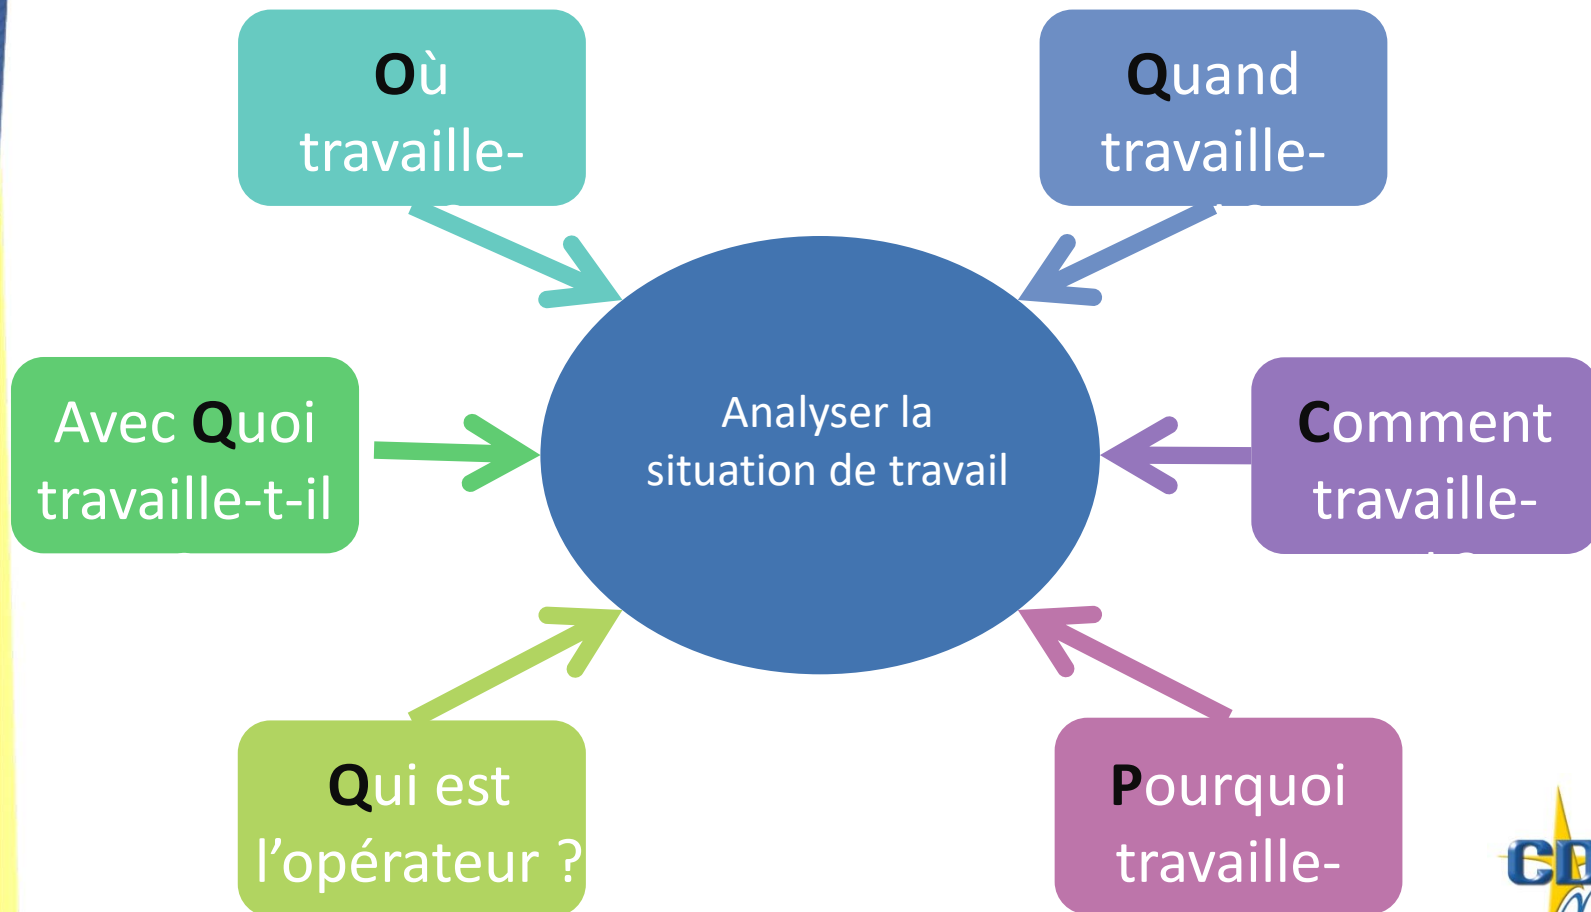 Où
travaille-
Quand
travaille-
Avec Quoi
travaille-t-il
Analyser la
situation de travail
Comment
travaille-
Qui est
l’opérateur ?
Pourquoi
travaille-